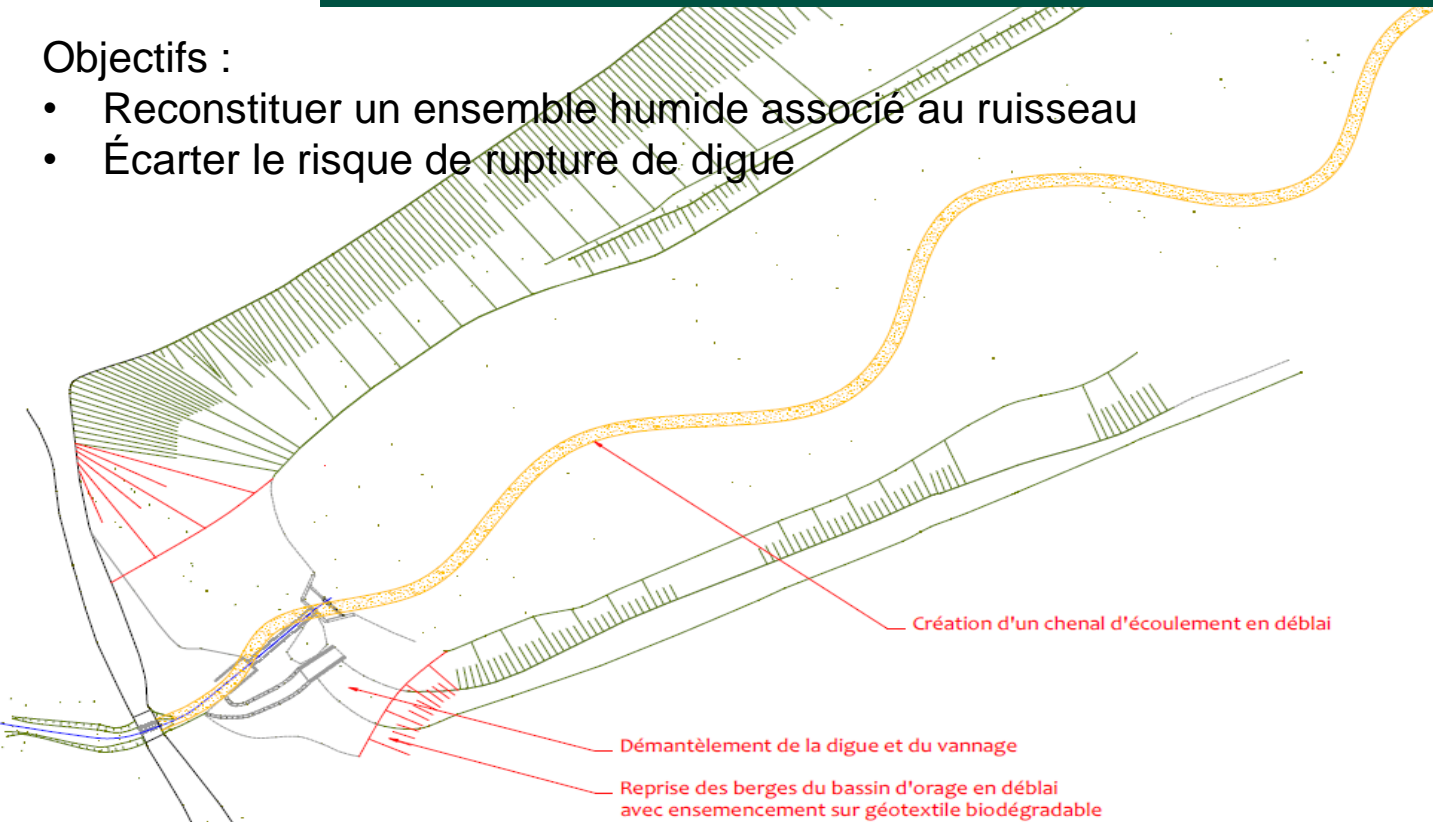 Objectifs :
• Reconstituer un ensemble humide associé au ruisseau
• Écarter le risque de rupture de digue
Création d'un chenal d'écoulement en déblai
Démantèlement de la digue et du vannage
Reprise des berges du bassin d'orage en déblai
avec ensemencement sur géotextile biodégradable